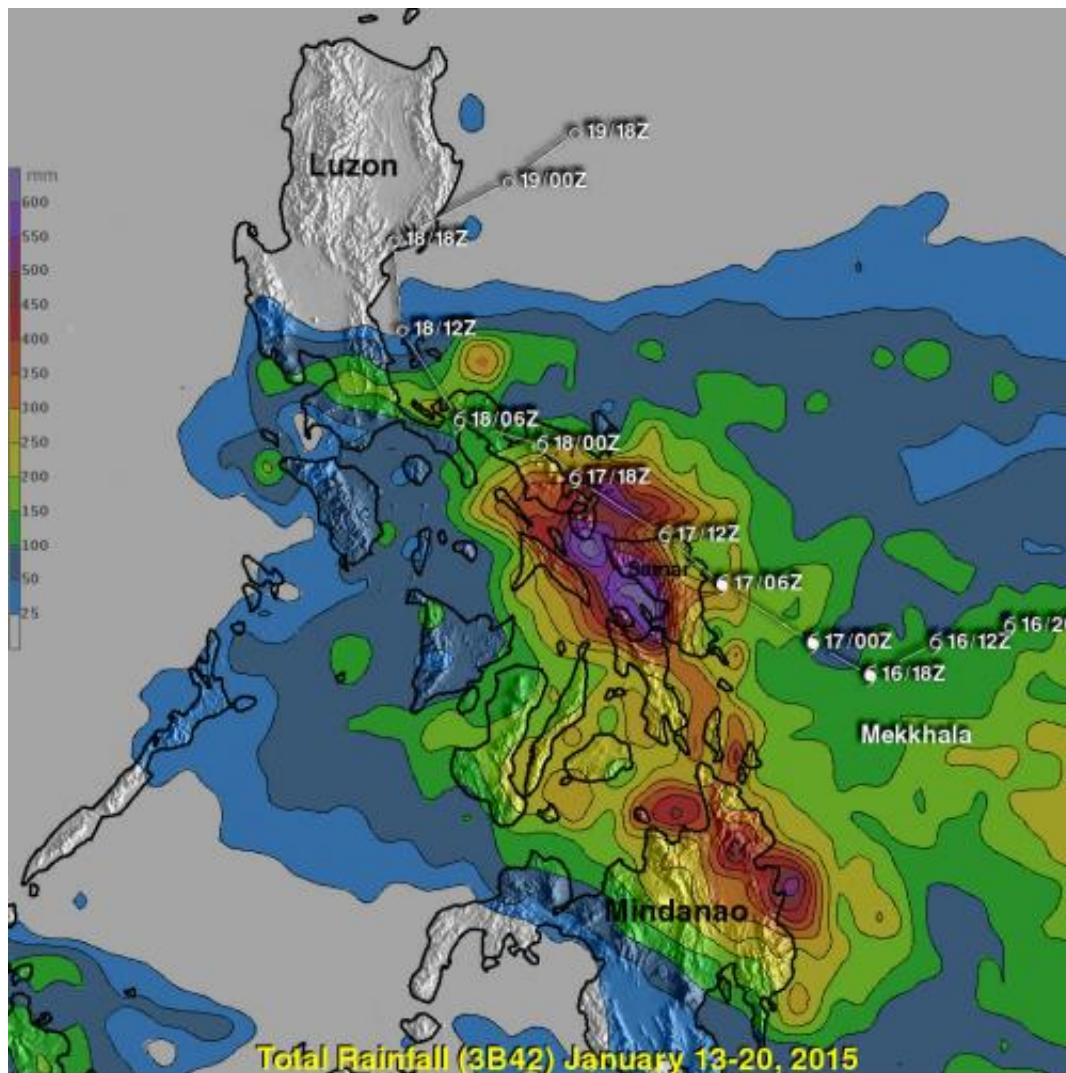 19/18Z
Luzon
mm
19/00Z
600
550
18/18Z
500
450
400
18/12Z
350
300
18/06Z
250
18/00Z
200
17/18Z
150
17/12Z
100
Samar
50
17/06Z
25
16/20
17/00Z
16/12Z
16/18Z
Mekkhala
Mindanao
Total Rainfall (3B42) January 13-20, 2015